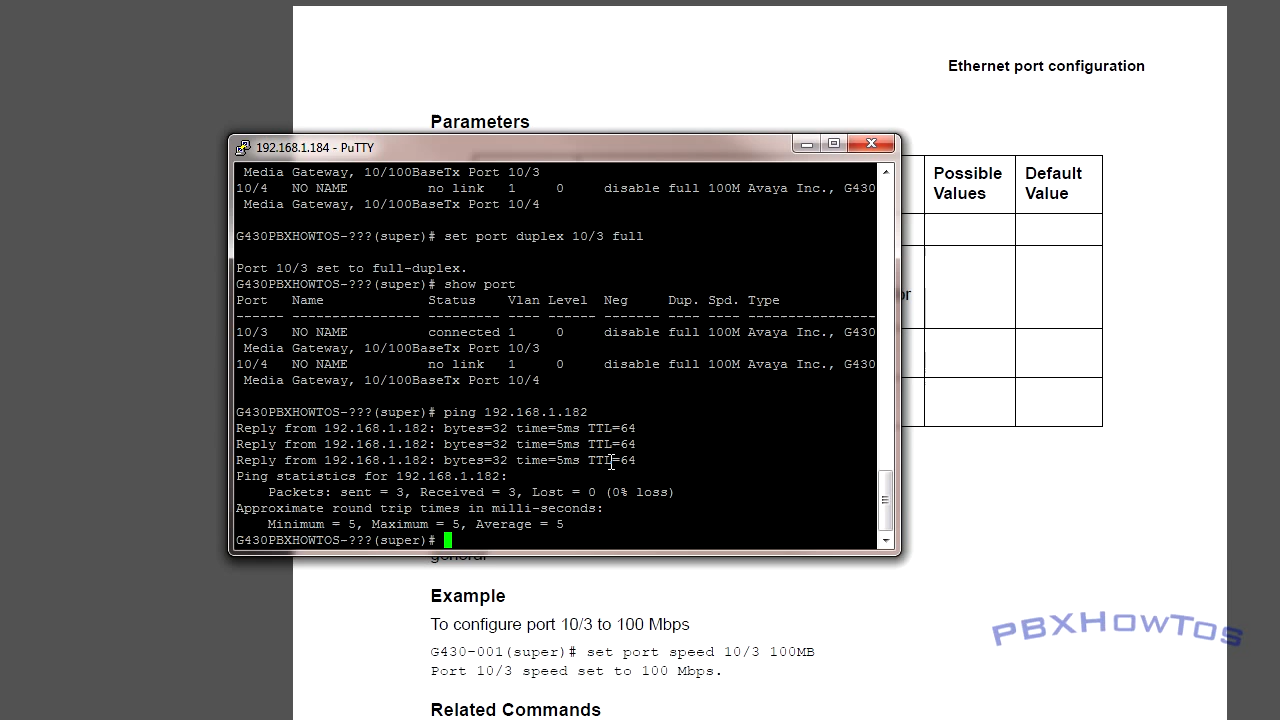 Ethernet port configuration
Parameters
Possible Values
Default Value
192.168.1.184 - PuTTY
Media Gateway, 10/100BaseTx Port 10/3
10/4 NO NAME no link 1 0 disable full 100M Avaya Inc., G430
Media Gateway, 10/100BaseTx Port 10/4
G430PBXHOWTOS-???(super)# set port duplex 10/3 full
Port 10/3 set to full-duplex.
G430PBXHOWTOS-???(super)# show port
Port Name Status Vlan Level Neg Dup. Spd. Type
------ ---------------- --------- ---- ------ ------- ---- ---- ----------------
10/3 NO NAME connected 1 0 disable full 100M Avaya Inc., G430
Media Gateway, 10/100BaseTx Port 10/3
10/4 NO NAME no link 1 0 disable full 100M Avaya Inc., G430
Media Gateway, 10/100BaseTx Port 10/4
G430PBXHOWTOS-???(super)# ping 192.168.1.182
Reply from 192.168.1.182: bytes=32 time=5ms TTL=64
Reply from 192.168.1.182: bytes=32 time=5ms TTL=64
Reply from 192.168.1.182: bytes=32 time=5ms TTL=64
Ping statistics for 192.168.1.182:
Packets: sent = 3, Received = 3, Lost = 0 (0% loss)
Approximate round trip times in milli-seconds:
Minimum = 5, Maximum = 5, Average = 5
G430PBXHOWTOS-???(super)#
Example
To configure port 10/3 to 100 Mbps
G430-001(super)# set port speed 10/3 100MB
Port 10/3 speed set to 100 Mbps.
Related Commands
PBXHowTos